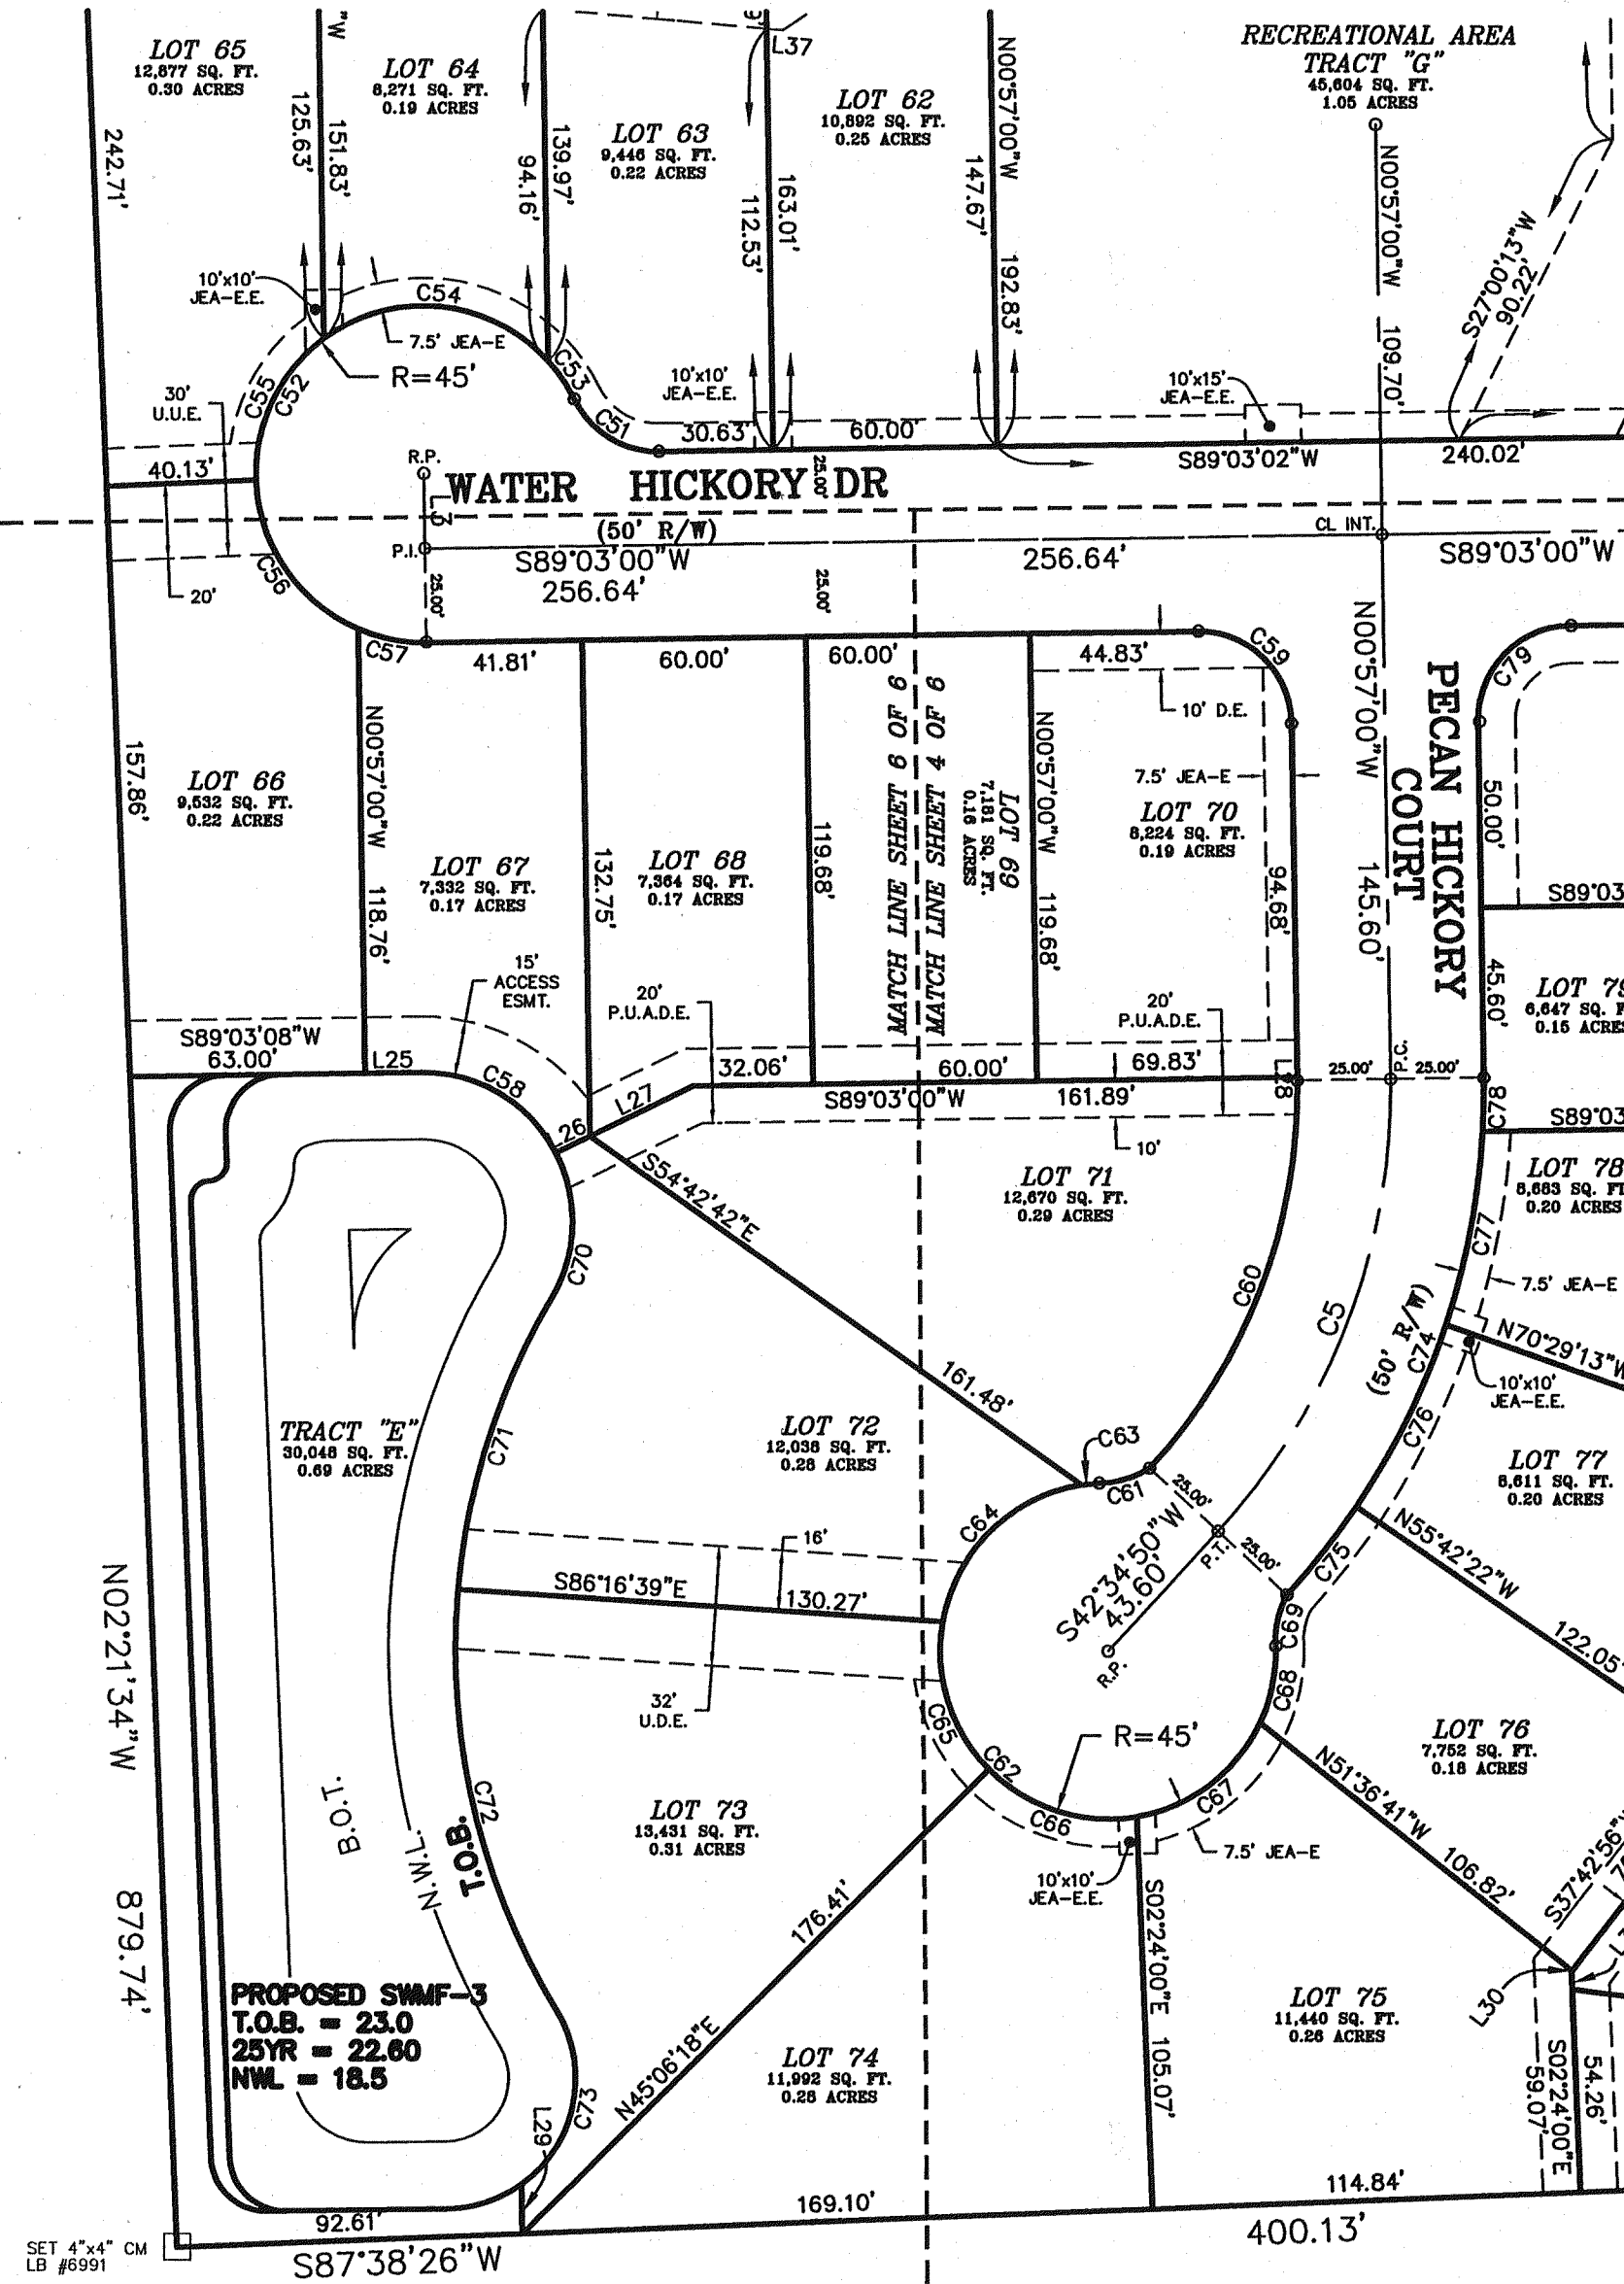 LOT 65
12,877 SQ. FT.
0.30 ACRES
"W
LOT 64
8,271 SQ. FT.
0.19 ACRES
LOT 63
9,446 SQ. FT.
0.22 ACRES
L37
LOT 62
10,892 SQ. FT.
0.25 ACRES
RECREATIONAL AREA
TRACT "G"
45,604 SQ. FT.
1.05 ACRES
242.71'
125.63'
151.83'
94.16'
139.97'
112.53'
163.01'
N00°57'00"W
147.67'
192.83'
N00°57'00"W
109.70'
S27°00'13"W
90.22'
10'x10'
JEA-E.E.
C54
7.5' JEA-E
R=45'
C53
C51
C55
C52
30'
U.U.E.
40.13'
10'x10'
JEA-E.E.
30.63'
60.00'
10'x15'
JEA-E.E.
S89°03'02"W
240.02'
R.P.
L3
WATER HICKORY DR
25.00'
(50' R/W)
P.I.
S89°03'00"W
256.64'
256.64'
CL INT.
S89°03'00"W
C56
20'
25.00'
25.00'
C57
41.81'
60.00'
60.00'
44.83'
C59
C79
10' D.E.
N00°57'00"W
145.60'
PECAN HICKORY
COURT
50.00'
45.60'
157.86'
LOT 66
9,532 SQ. FT.
0.22 ACRES
N00°57'00"W
118.76'
LOT 67
7,332 SQ. FT.
0.17 ACRES
132.75'
LOT 68
7,364 SQ. FT.
0.17 ACRES
119.68'
MATCH LINE SHEET 6 OF 6
MATCH LINE SHEET 4 OF 6
LOT 69
7,181 SQ. FT.
0.16 ACRES
N00°57'00"W
119.68'
7.5' JEA-E
LOT 70
8,224 SQ. FT.
0.19 ACRES
94.68'
S89°03
LOT 79
6,647 SQ. F
0.15 ACRE
15'
ACCESS
ESMT.
20'
P.U.A.D.E.
20'
P.U.A.D.E.
S89°03'08"W
63.00'
L25
C58
L26
L27
32.06'
60.00'
69.83'
S89°03'00"W
161.89'
L28
25.00'
P.C.
25.00'
C78
S89°03
10'
S54°42'42"E
161.48'
LOT 71
12,670 SQ. FT.
0.29 ACRES
LOT 78
8,683 SQ. FT
0.20 ACRES
C77
7.5' JEA-E
C70
C60
C5
(50' R/W)
C74
N70°29'13"W
10'x10'
JEA-E.E.
TRACT "E"
30,048 SQ. FT.
0.69 ACRES
C71
LOT 72
12,038 SQ. FT.
0.28 ACRES
C63
C61
C76
LOT 77
8,611 SQ. FT.
0.20 ACRES
C64
25.00'
P.T.
25.00'
S42°34'50"W
43.60'
R.P.
C75
N55°42'22"W
122.05'
16'
S86°16'39"E
130.27'
C69
C68
N02°21'34"W
879.74'
32'
U.D.E.
C65
R=45'
C62
C66
C67
7.5' JEA-E
10'x10'
JEA-E.E.
LOT 76
7,752 SQ. FT.
0.18 ACRES
N51°36'41"W
106.82'
S37°42'56"
C72
B.O.T.
N.W.L.
T.O.B.
LOT 73
13,431 SQ. FT.
0.31 ACRES
176.41'
N45°06'18"E
S02°24'00"E
105.07'
PROPOSED SWMF-3
T.O.B. = 23.0
25YR = 22.60
NWL = 18.5
LOT 74
11,992 SQ. FT.
0.28 ACRES
LOT 75
11,440 SQ. FT.
0.26 ACRES
L30
59.07'
S02°24'00"E
54.26'
C73
L29
92.61'
169.10'
114.84'
400.13'
S87°38'26"W
SET 4"x4" CM
LB #6991